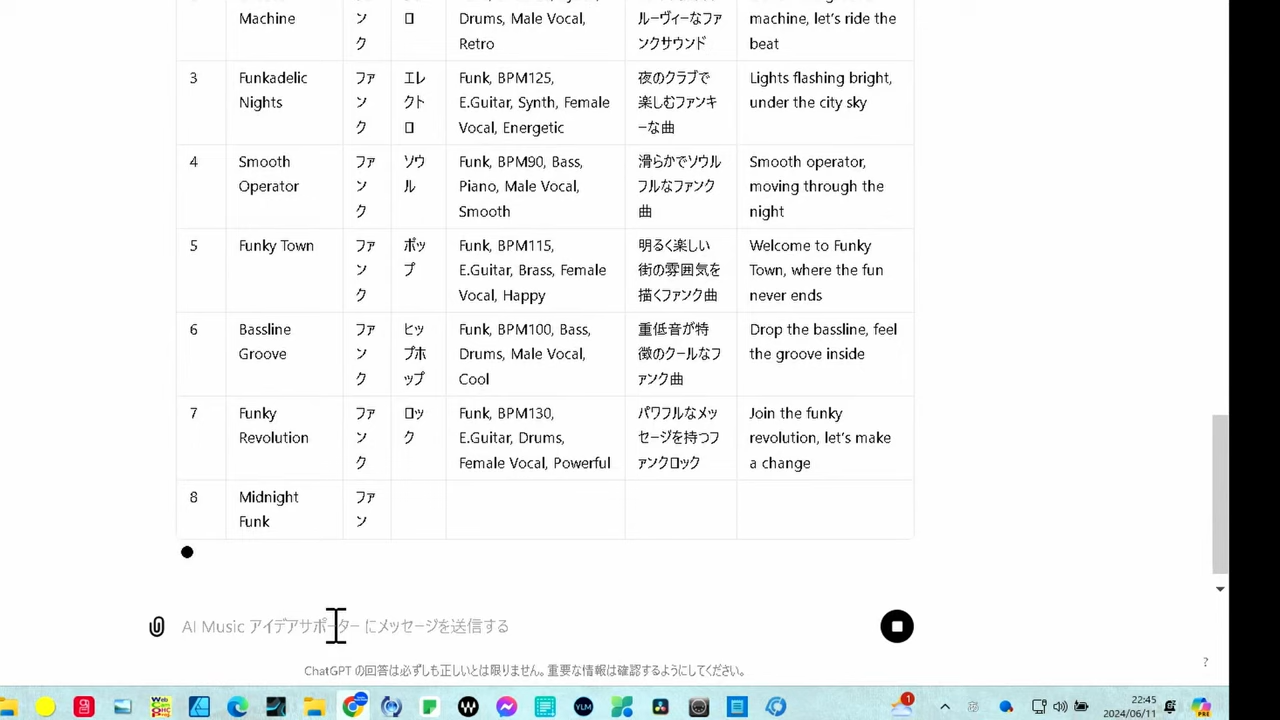 Machine
ン
ロ
Drums, Male Vocal,
ルーヴィーなファ
machine, let's ride the
ク
Retro
ンクサウンド
beat
3
Funkadelic
Nights
ファ
ン
ク
エレ
クト
ロ
Funk, BPM125,
E.Guitar, Synth, Female
Vocal, Energetic
夜のクラブで
楽しむファンキ
ーな曲
Lights flashing bright,
under the city sky
4
Smooth
Operator
ファ
ン
ク
ソウ
ル
Funk, BPM90, Bass,
Piano, Male Vocal,
Smooth
滑らかでソウル
フルなファンク
曲
Smooth operator,
moving through the
night
5
Funky Town
ファ
ン
ク
ポッ
プ
Funk, BPM115,
E.Guitar, Brass, Female
Vocal, Happy
明るく楽しい
街の雰囲気を
描くファンク曲
Welcome to Funky
Town, where the fun
never ends
6
Bassline
Groove
ファ
ン
ク
ヒッ
プホ
ップ
Funk, BPM100, Bass,
Drums, Male Vocal,
Cool
重低音が特
徴のクールなフ
ァンク曲
Drop the bassline, feel
the groove inside
7
Funky
Revolution
ファ
ン
ク
ロッ
ク
Funk, BPM130,
E.Guitar, Drums,
Female Vocal, Powerful
パワフルなメッ
セージを持つフ
ァンクロック
Join the funky
revolution, let's make
a change
8
Midnight
Funk
ファ
ン
AI Music アイデアサポーター にメッセージを送信する
ChatGPT の回答は必ずしも正しいとは限りません。重要な情報は確認するようにしてください。
?
YLM
1
22:45
2024/06/11
PRE